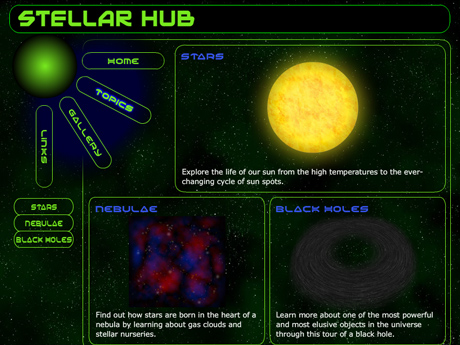 STELLAR HUB
HOME
TOPICS
GALLERY
LINKS
STARS
NEBULAE
BLACK HOLES
STARS
Explore the life of our sun from the high temperatures to the ever-
changing cycle of sun spots.
NEBULAE
Find out how stars are born in the heart of a
nebula by learning about gas clouds and
stellar nurseries.
BLACK HOLES
Learn more about one of the most powerful
and most elusive objects in the universe
through this tour of a black hole.